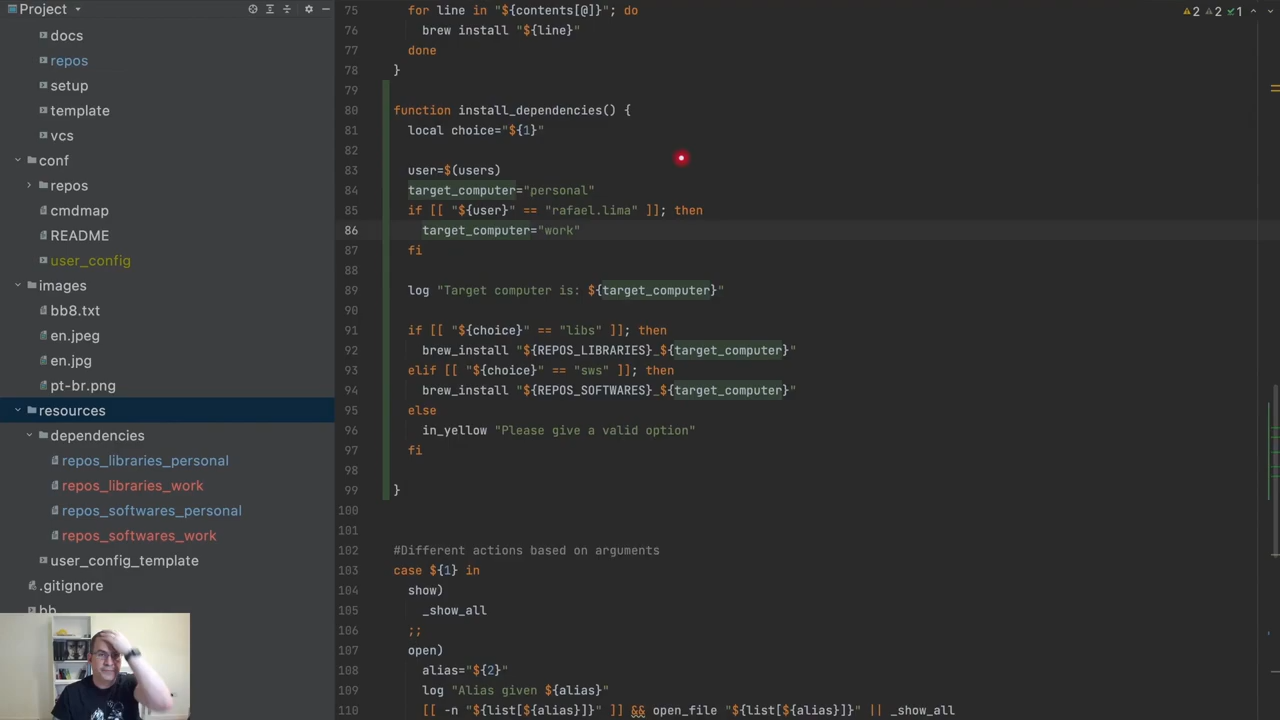 Project
docs
repos
setup
template
vcs
conf
repos
cmdmap
README
user_config
images
bb8.txt
en.jpeg
en.jpg
pt-br.png
resources
dependencies
repos_libraries_personal
repos_libraries_work
repos_softwares_personal
repos_softwares_work
user_config_template
.gitignore
bb
2 2 1
75 for line in "${contents[@]}"; do
76 brew install "${line}"
77 done
78 }
79
80 function install_dependencies() {
81 local choice="${1}"
82
83 user=$(users)
84 target_computer="personal"
85 if [[ "${user}" == "rafael.lima" ]]; then
86 target_computer="work"
87 fi
88
89 log "Target computer is: ${target_computer}"
90
91 if [[ "${choice}" == "libs" ]]; then
92 brew_install "${REPOS_LIBRARIES}_${target_computer}"
93 elif [[ "${choice}" == "sws" ]]; then
94 brew_install "${REPOS_SOFTWARES}_${target_computer}"
95 else
96 in_yellow "Please give a valid option"
97 fi
98
99 }
100
101
102 #Different actions based on arguments
103 case ${1} in
104 show)
105 _show_all
106 ;;
107 open)
108 alias="${2}"
109 log "Alias given ${alias}"
110 [[ -n "${list[${alias}]}" ]] && open_file "${list[${alias}]}" || _show_all